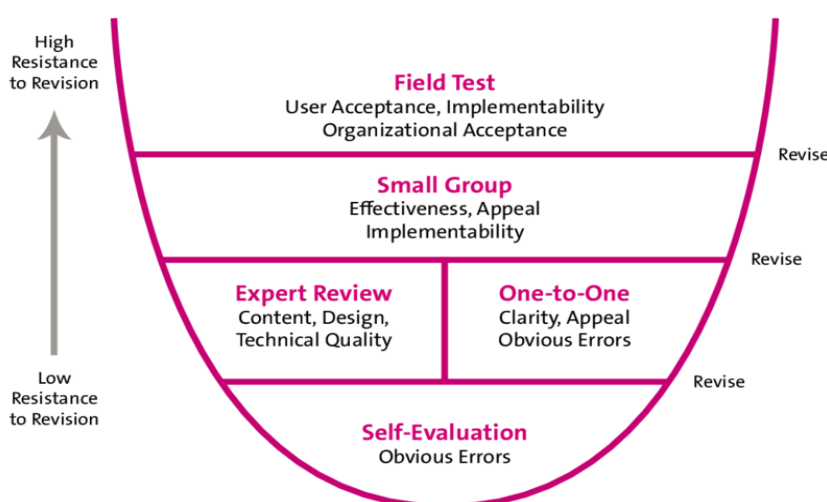 High
Resistance
to Revision
Field Test
User Acceptance, Implementability
Organizational Acceptance
Revise
Small Group
Effectiveness, Appeal
Implementability
Revise
Expert Review
Content, Design,
Technical Quality
One-to-One
Clarity, Appeal
Obvious Errors
Low
Resistance
to Revision
Revise
Self-Evaluation
Obvious Errors